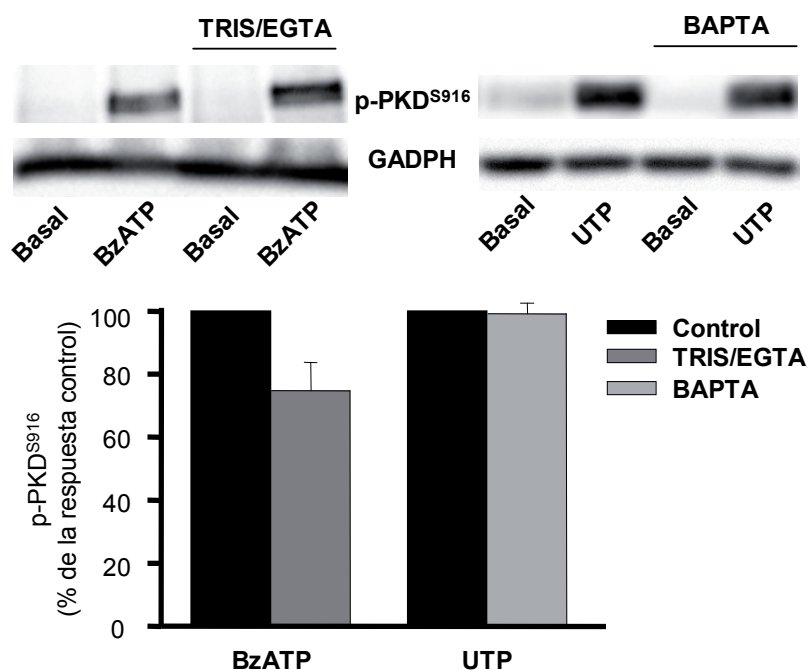 TRIS/EGTA
BAPTA
p-PKDS916
GADPH
Basal
BzATP
Basal
BzATP
Basal
UTP
Basal
UTP
100
80
60
40
20
0
p-PKDS916
(% de la respuesta control)
BzATP
UTP
Control
TRIS/EGTA
BAPTA